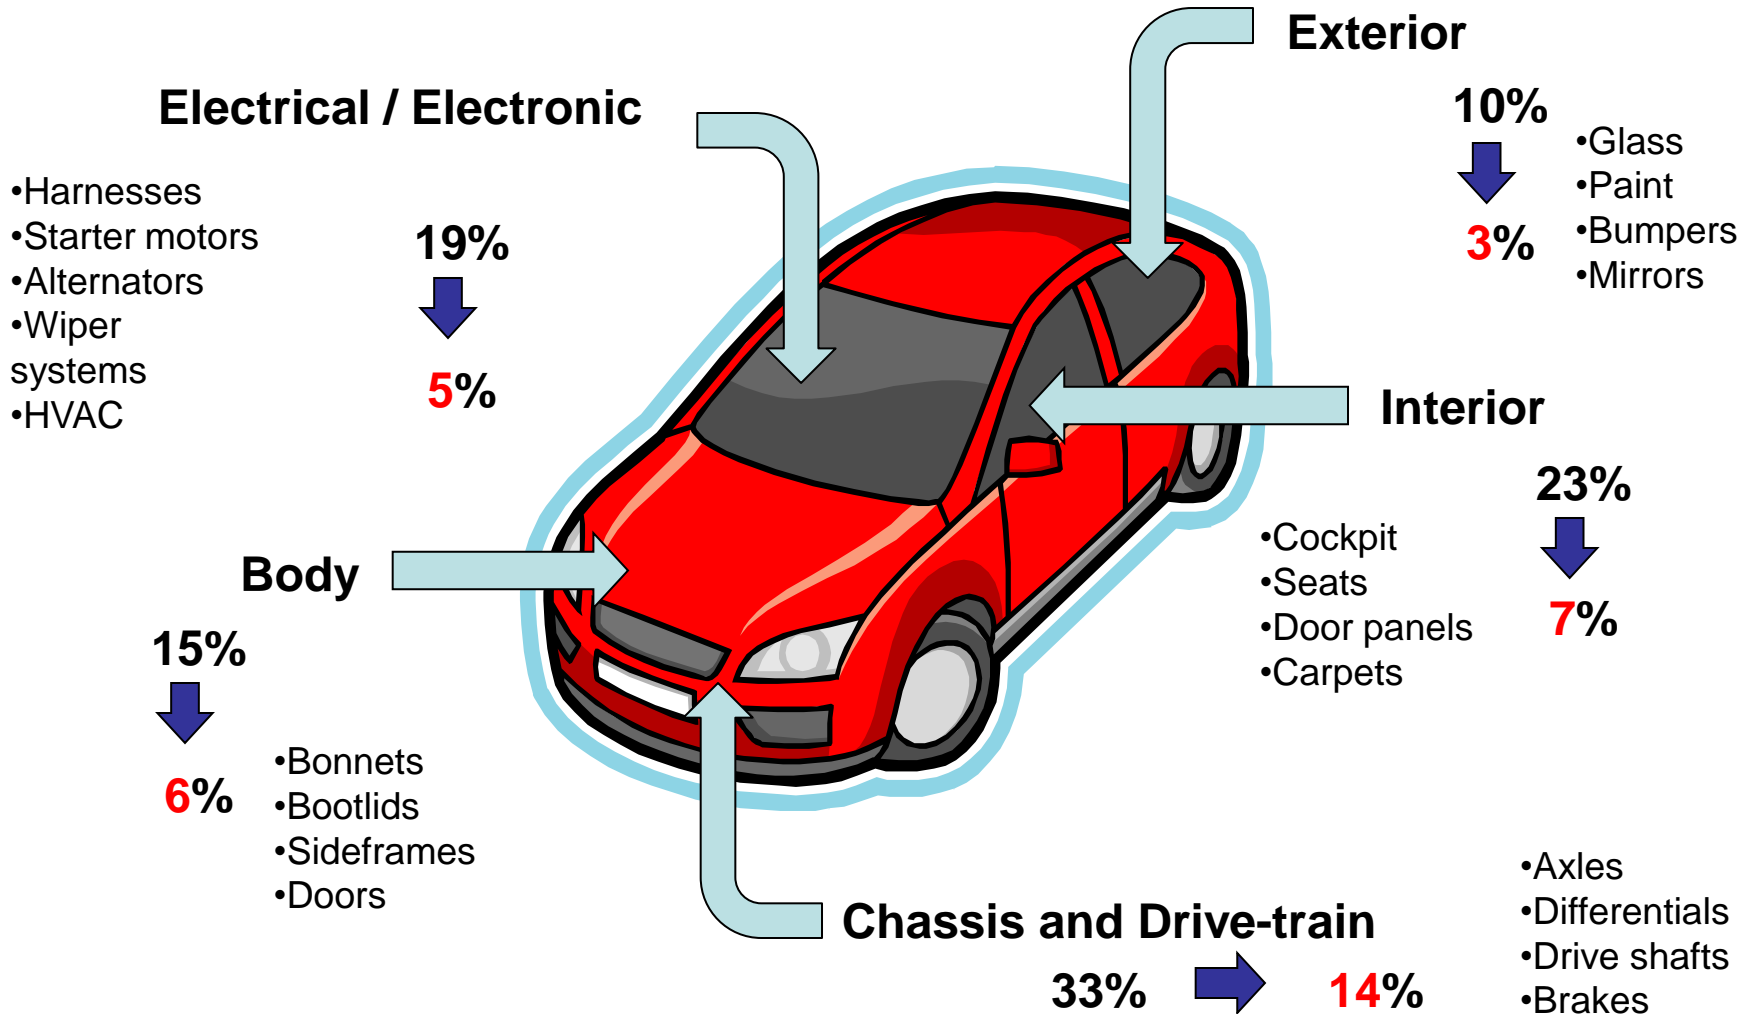 Exterior
10%
3%
•Glass
•Paint
•Bumpers
•Mirrors
Electrical / Electronic
•Harnesses
•Starter motors
•Alternators
•Wiper
systems
•HVAC
19%
5%
Interior
23%
7%
•Cockpit
•Seats
•Door panels
•Carpets
Body
15%
6%
•Bonnets
•Bootlids
•Sideframes
•Doors
Chassis and Drive-train
33%
14%
•Axles
•Differentials
•Drive shafts
•Brakes